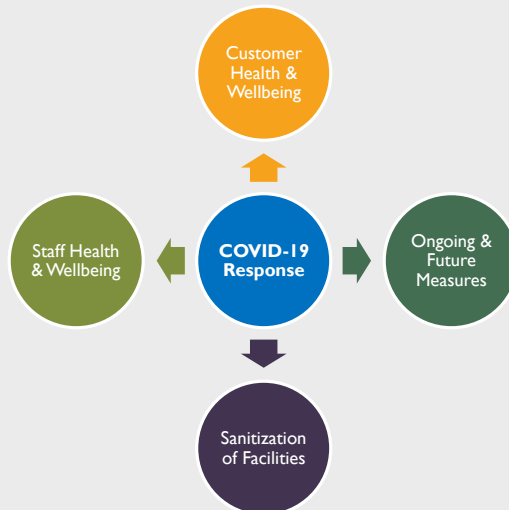 Customer
Health &
Wellbeing
Staff Health
& Wellbeing
COVID-19
Response
Ongoing &
Future
Measures
Sanitization
of Facilities